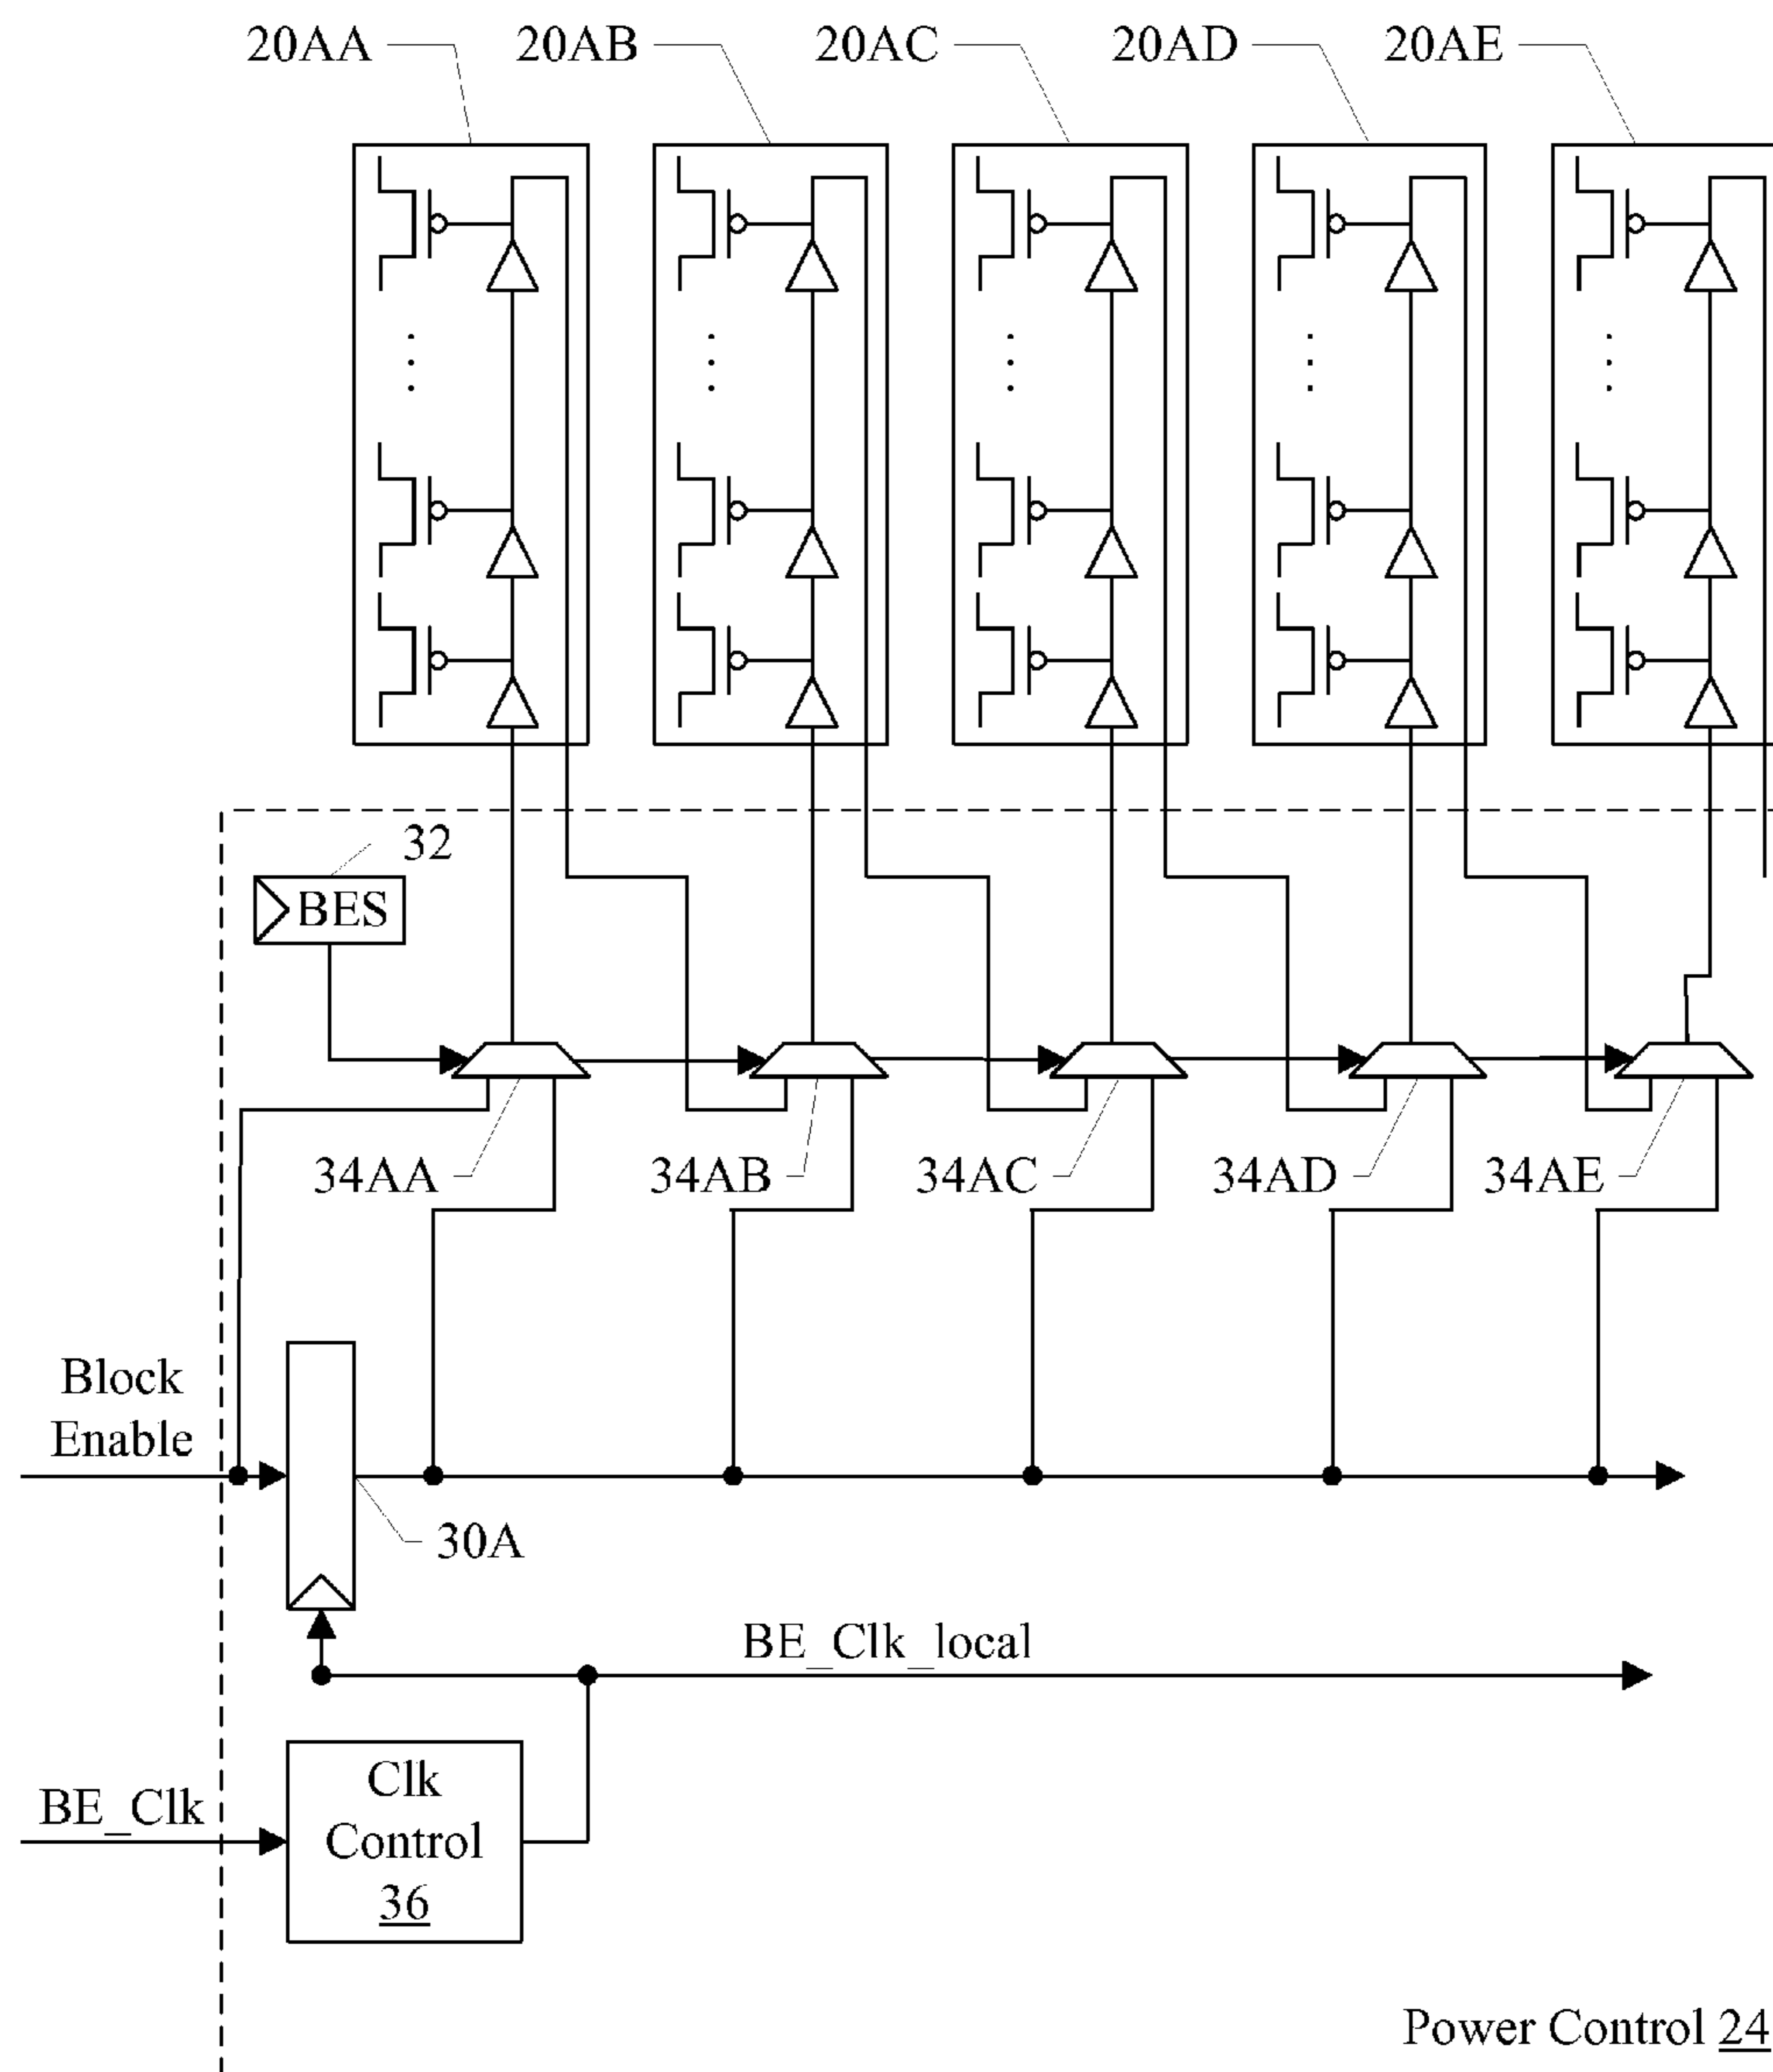 20AA 20AB 20AC 20AD 20AE
32
BES
34AA 34AB 34AC 34AD 34AE
Block
Enable
30A
BE_Clk_local
Clk
BE_Clk
Control
36
Power Control 24